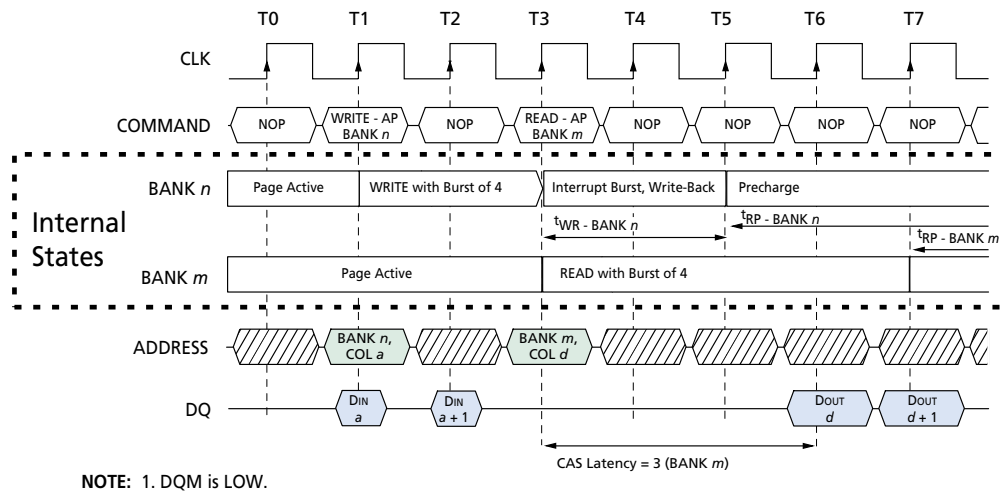 T0 T1 T2 T3 T4 T5 T6 T7
CLK
COMMAND NOP WRITE - AP NOP READ - AP NOP NOP NOP NOP
BANK n BANK m
BANK n Page Active WRITE with Burst of 4 Interrupt Burst, Write-Back Precharge
Internal
States
tWR - BANK n tRP - BANK n
tRP - BANK m
BANK m Page Active READ with Burst of 4
ADDRESS BANK n, BANK m,
COL a COL d
DQ DIN DIN DOUT DOUT
a a + 1 d d + 1
CAS Latency = 3 (BANK m)
NOTE: 1. DQM is LOW.